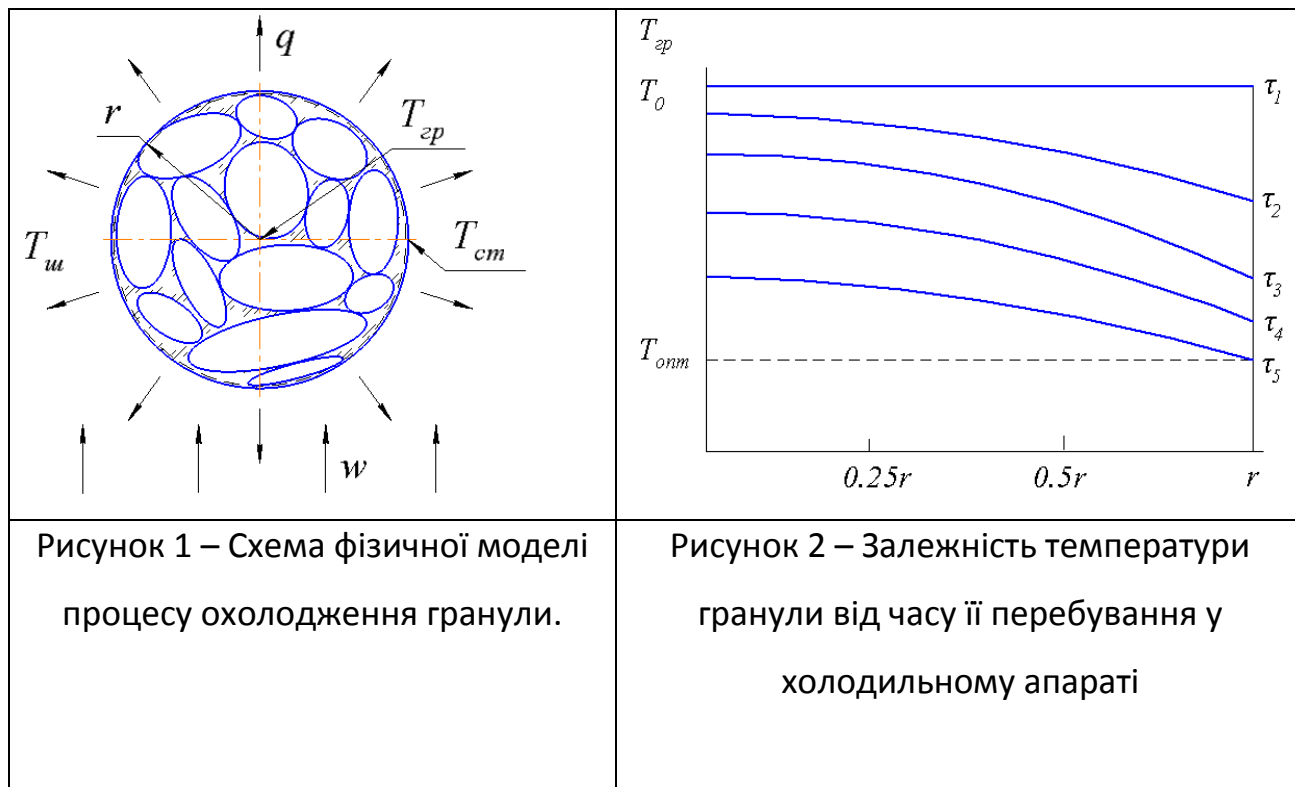 q
r
T_гр
T_ш
T_ст
w
T_гр
T_0
τ_1
τ_2
τ_3
τ_4
T_опт
τ_5
0.25r
0.5r
r
Рисунок 1 – Схема фізичної моделі
процесу охолодження гранули.
Рисунок 2 – Залежність температури
гранули від часу її перебування у
холодильному апараті